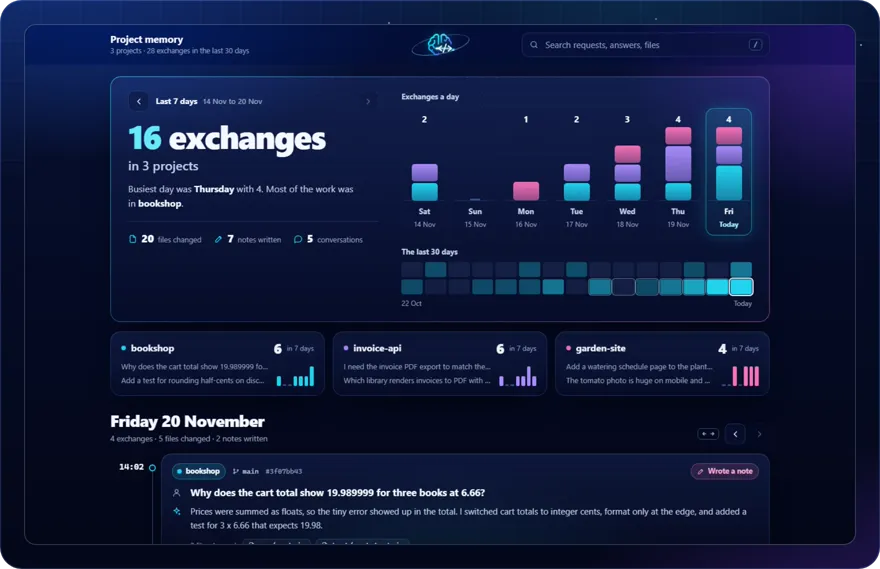 Project memory
3 projects · 28 exchanges in the last 30 days
Search requests, answers, files
/
Last 7 days 14 Nov to 20 Nov
16 exchanges
in 3 projects
Busiest day was Thursday with 4. Most of the work was
in bookshop.
20 files changed 7 notes written 5 conversations
Exchanges a day
2 1 2 3 4 4
Sat Sun Mon Tue Wed Thu Fri
14 Nov 15 Nov 16 Nov 17 Nov 18 Nov 19 Nov Today
The last 30 days
22 Oct Today
bookshop 6 in 7 days
Why does the cart total show 19.989999 fo...
Add a test for rounding half-cents on disc...
invoice-api 6 in 7 days
I need the invoice PDF export to match the...
Which library renders invoices to PDF with ...
garden-site 4 in 7 days
Add a watering schedule page to the plant...
The tomato photo is huge on mobile and ...
Friday 20 November
4 exchanges · 5 files changed · 2 notes written
14:02
bookshop main #3f07bb43 Wrote a note
Why does the cart total show 19.989999 for three books at 6.66?
Prices were summed as floats, so the tiny error showed up in the total. I switched cart totals to integer cents, format only at the edge, and added a
test for 3 x 6.66 that expects 19.98.